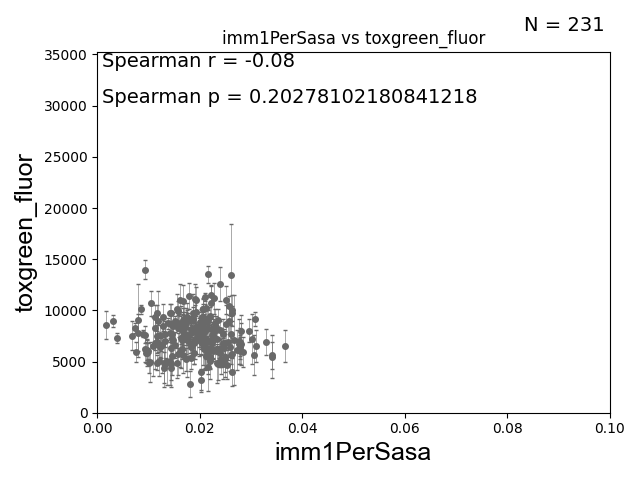 N = 231
imm1PerSasa vs toxgreen_fluor
Spearman r = -0.08
Spearman p = 0.20278102180841218
35000
30000
25000
20000
15000
10000
5000
0
toxgreen_fluor
0.00 0.02 0.04 0.06 0.08 0.10
imm1PerSasa